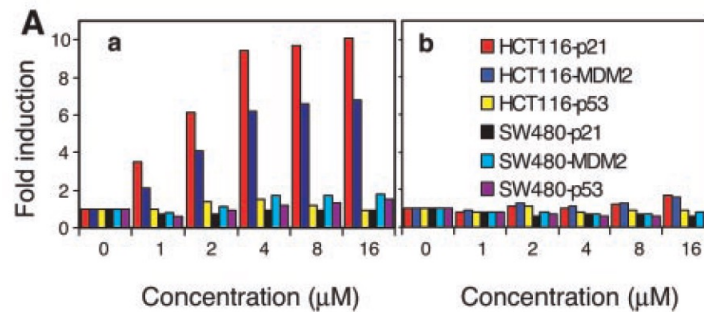 A
a
b
Fold induction
10
8
6
4
2
0
HCT116-p21
HCT116-MDM2
HCT116-p53
SW480-p21
SW480-MDM2
SW480-p53
0 1 2 4 8 16
0 1 2 4 8 16
Concentration (μM)
Concentration (μM)